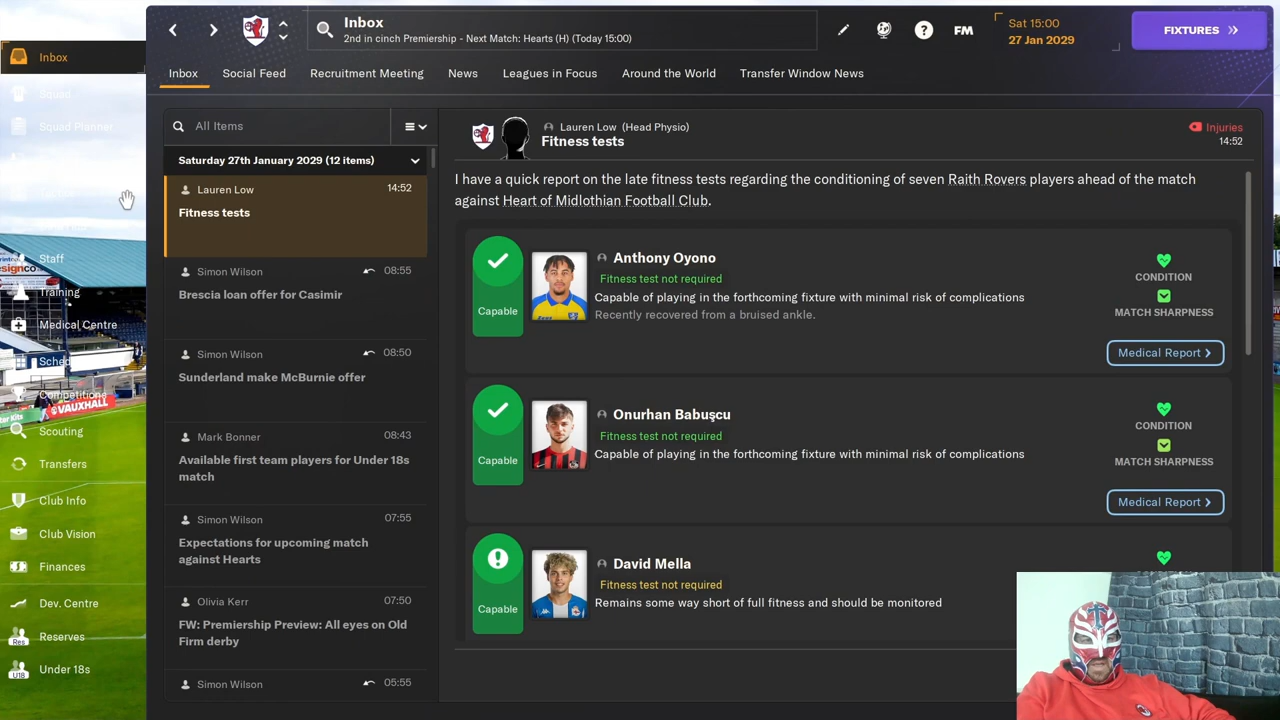 Inbox
2nd in cinch Premiership - Next Match: Hearts (H) (Today 15:00)
FM
Sat 15:00
27 Jan 2029
FIXTURES
Inbox
Squad
Squad Planner
Staff
Training
Medical Centre
Competitions
VAUXHALL
Scouting
Transfers
Club Info
Club Vision
Finances
Dev. Centre
Reserves
Under 18s
Inbox
Social Feed
Recruitment Meeting
News
Leagues in Focus
Around the World
Transfer Window News
All Items
Saturday 27th January 2029 (12 items)
Lauren Low 14:52
Fitness tests
Simon Wilson 08:55
Brescia loan offer for Casimir
Simon Wilson 08:50
Sunderland make McBurnie offer
Mark Bonner 08:43
Available first team players for Under 18s
match
Simon Wilson 07:55
Expectations for upcoming match
against Hearts
Olivia Kerr 07:50
FW: Premiership Preview: All eyes on Old
Firm derby
Simon Wilson 05:55
Lauren Low (Head Physio)
Fitness tests
Injuries
14:52
I have a quick report on the late fitness tests regarding the conditioning of seven Raith Rovers players ahead of the match
against Heart of Midlothian Football Club.
Capable
Anthony Oyono
Fitness test not required
Capable of playing in the forthcoming fixture with minimal risk of complications
Recently recovered from a bruised ankle.
CONDITION
MATCH SHARPNESS
Medical Report
Capable
Onurhan Babuşcu
Fitness test not required
Capable of playing in the forthcoming fixture with minimal risk of complications
CONDITION
MATCH SHARPNESS
Medical Report
Capable
David Mella
Fitness test not required
Remains some way short of full fitness and should be monitored